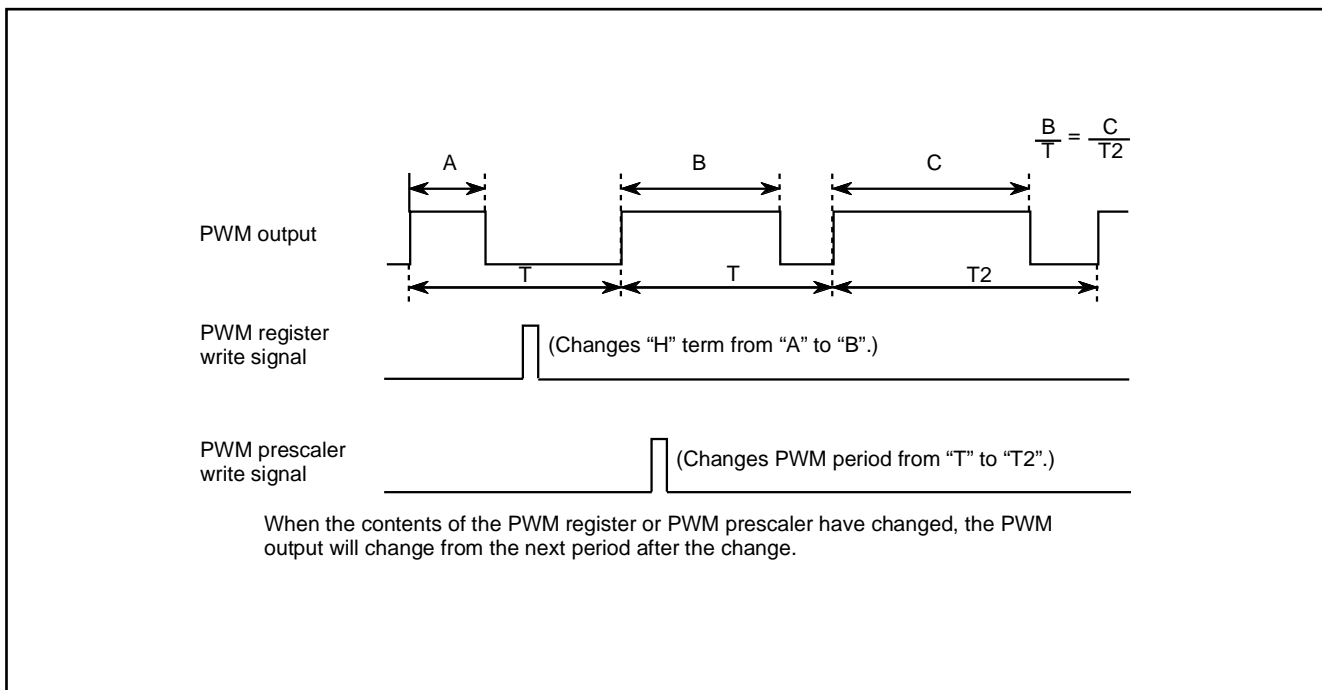 B/T = C/T2
A
B
C
PWM output
T
T
T2
PWM register
write signal
(Changes “H” term from “A” to “B”.)
PWM prescaler
write signal
(Changes PWM period from “T” to “T2”.)
When the contents of the PWM register or PWM prescaler have changed, the PWM
output will change from the next period after the change.